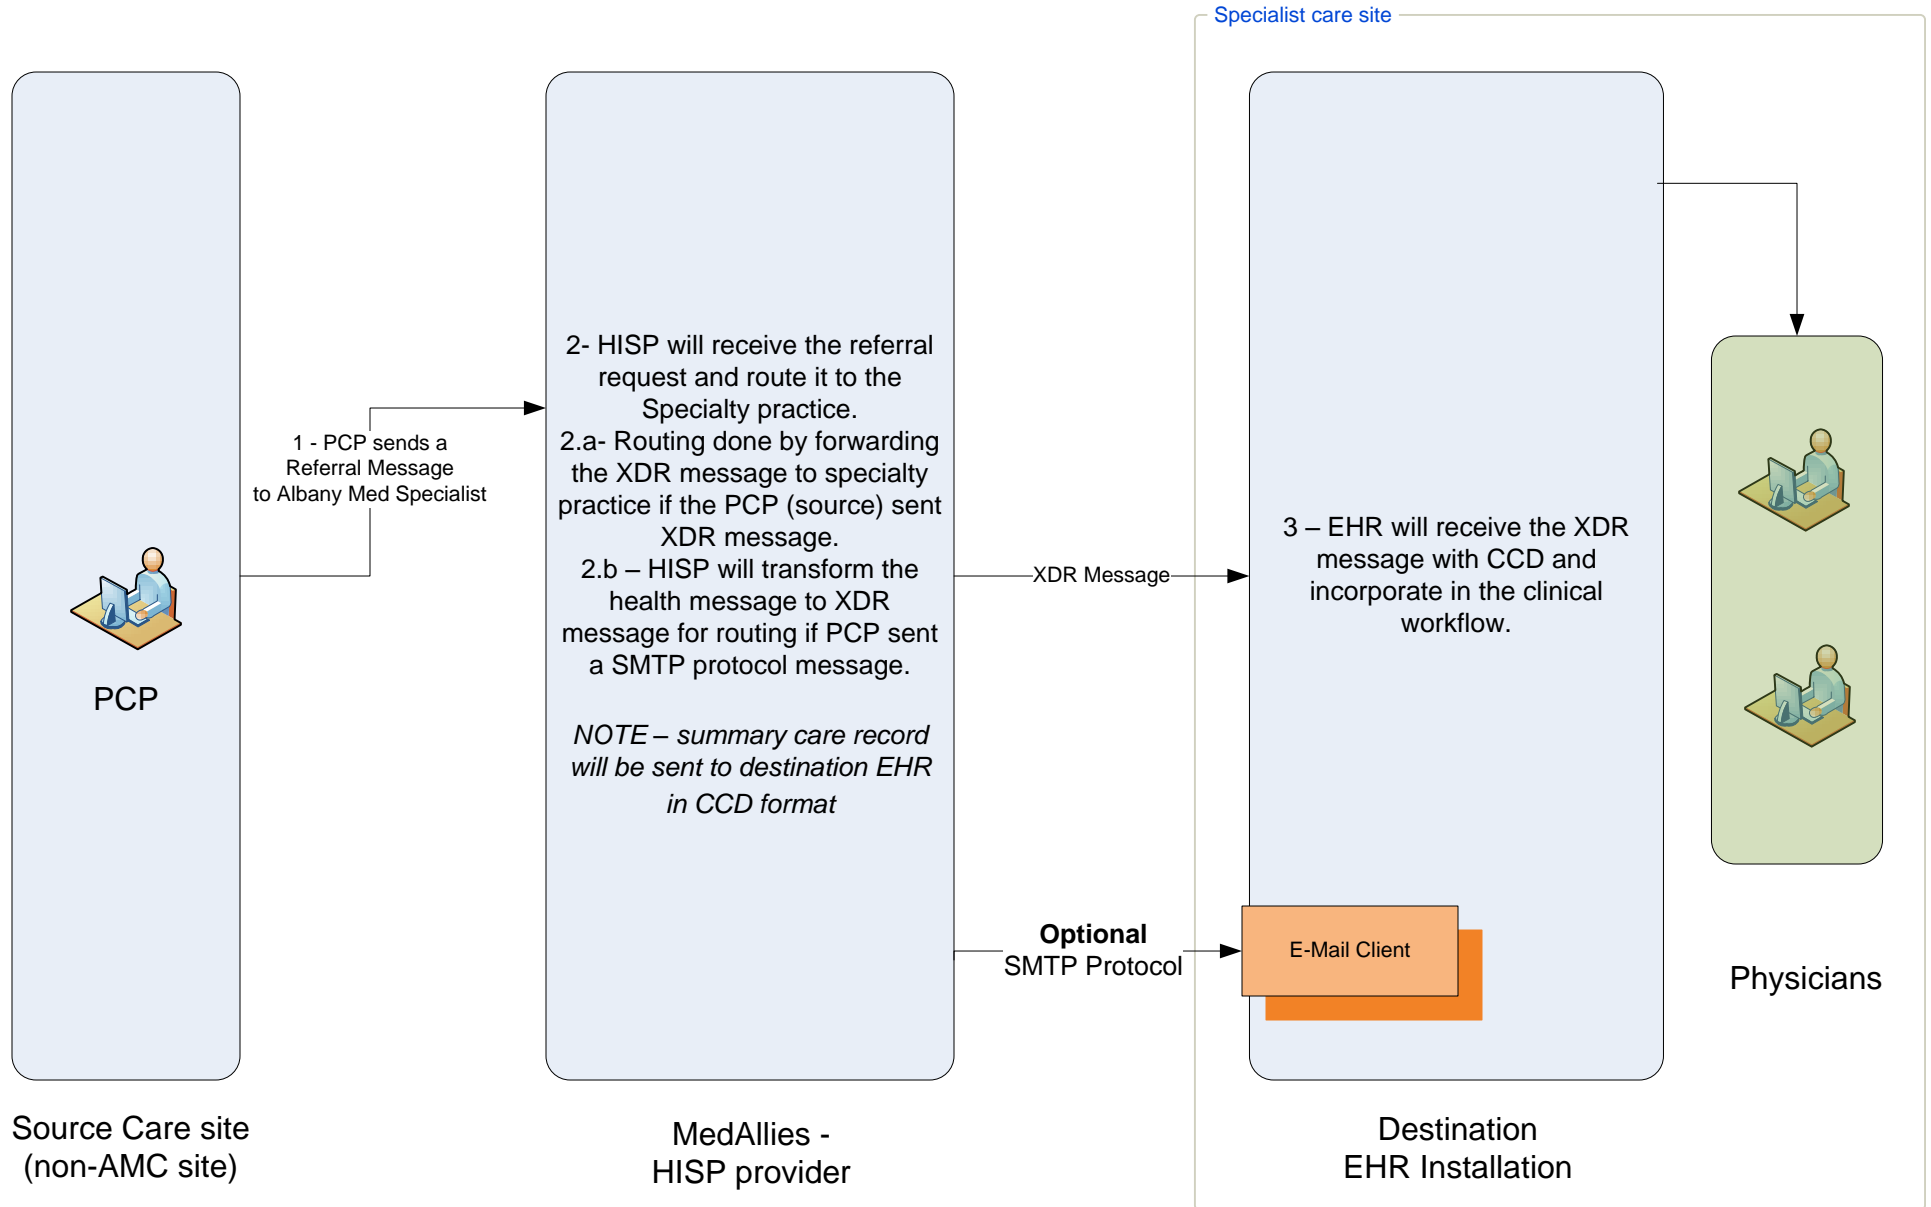 Specialist care site
1 - PCP sends a
Referral Message
to Albany Med Specialist
PCP
2- HISP will receive the referral
request and route it to the
Specialty practice.
2.a- Routing done by forwarding
the XDR message to specialty
practice if the PCP (source) sent
XDR message.
2.b – HISP will transform the
health message to XDR
message for routing if PCP sent
a SMTP protocol message.
NOTE – summary care record
will be sent to destination EHR
in CCD format
XDR Message
3 – EHR will receive the XDR
message with CCD and
incorporate in the clinical
workflow.
Optional
SMTP Protocol
E-Mail Client
Physicians
Source Care site
(non-AMC site)
MedAllies -
HISP provider
Destination
EHR Installation